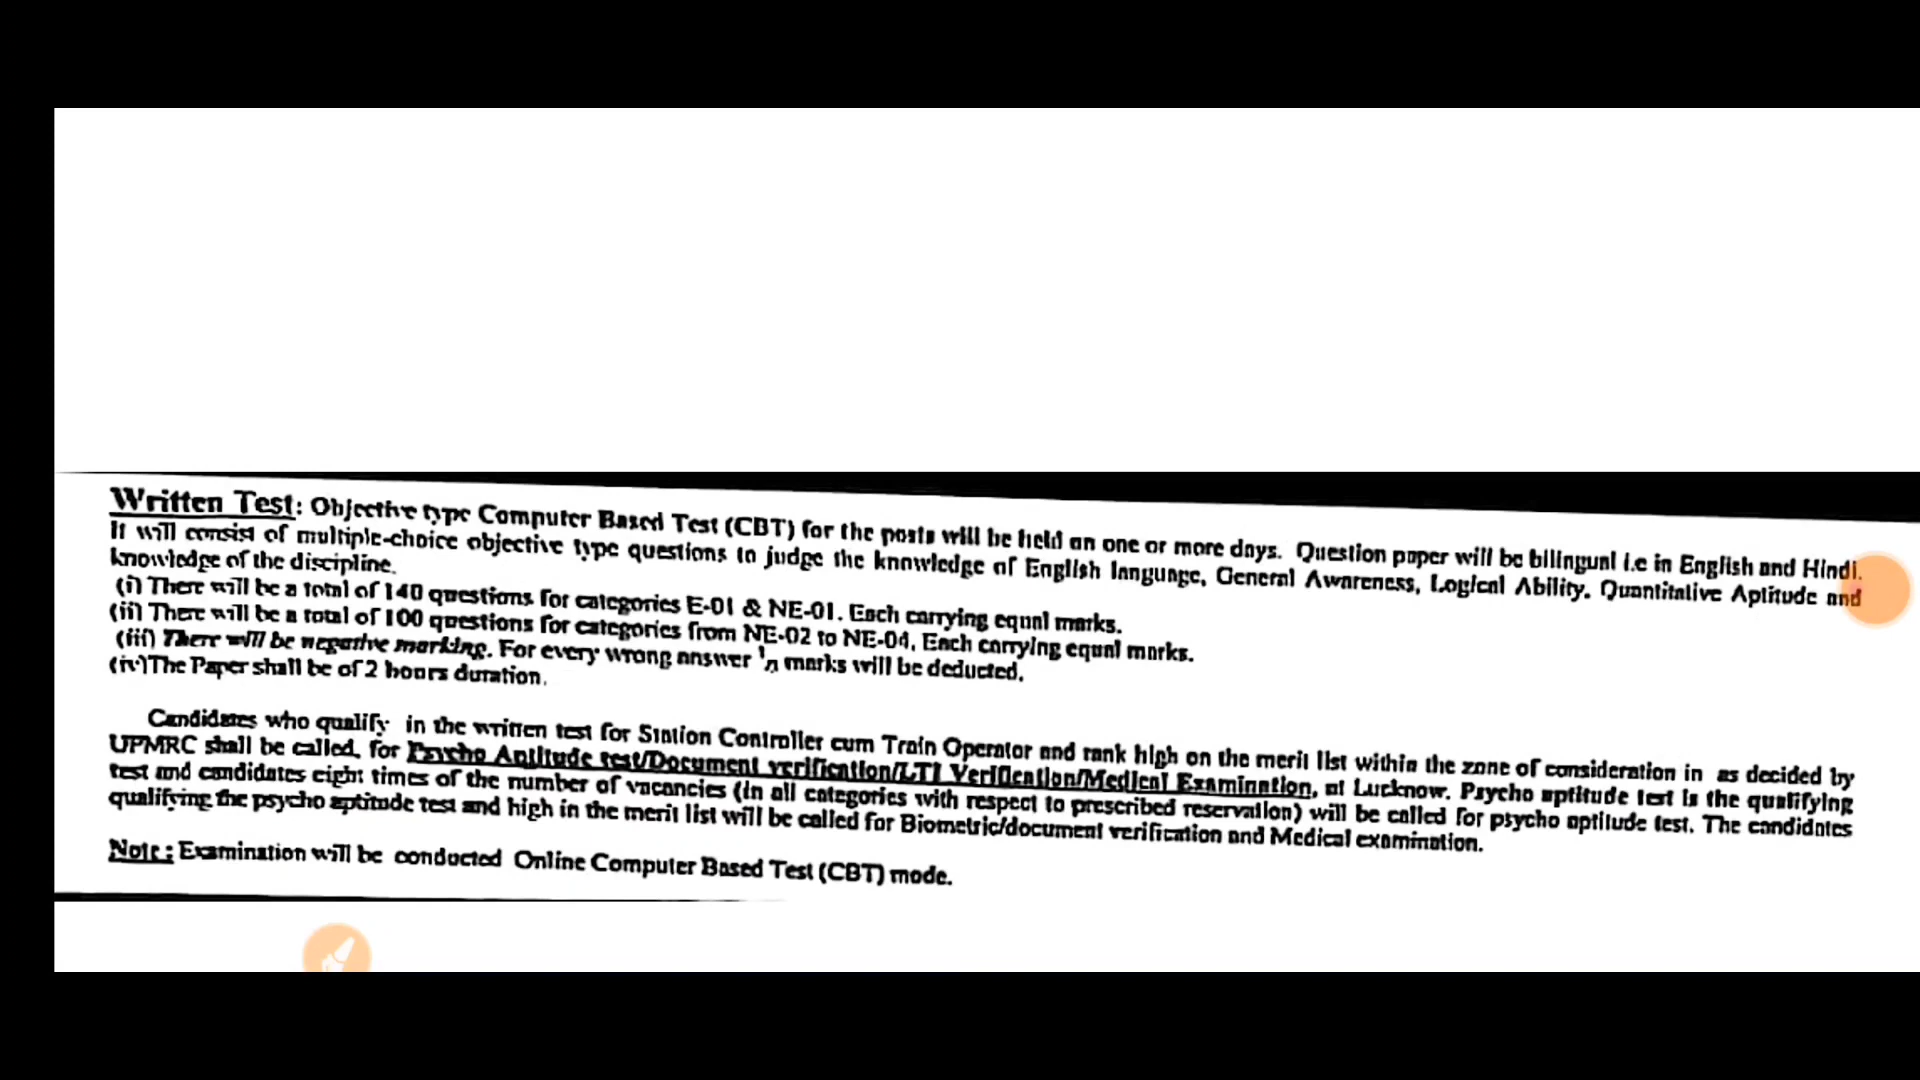 Written Test: Objective type Computer Based Test (CBT) for the posts will be held on one or more days. Question paper will be bilingual i.e in English and Hindi.
It will consist of multiple-choice objective type questions to judge the knowledge of English language, General Awareness, Logical Ability, Quantitative Aptitude and
knowledge of the discipline.
(i) There will be a total of 140 questions for categories E-01 & NE-01. Each carrying equal marks.
(ii) There will be a total of 100 questions for categories from NE-02 to NE-04, Each carrying equal marks.
(iii) There will be negative marking. For every wrong answer marks will be deducted.
(iv)The Paper shall be of 2 hours duration.
Candidates who qualify in the written test for Station Controller cum Train Operator and rank high on the merit list within the zone of consideration in as decided by
UPMRC shall be called, for Psycho Aptitude test/Document verification/LTI Verification/Medical Examination, at Lucknow. Psycho aptitude test is the qualifying
test and candidates eight times of the number of vacancies (in all categories with respect to prescribed reservation) will be called for psycho aptitude test. The candidates
qualifying the psycho aptitude test and high in the merit list will be called for Biometric/document verification and Medical examination.
Note: Examination will be conducted Online Computer Based Test (CBT) mode.